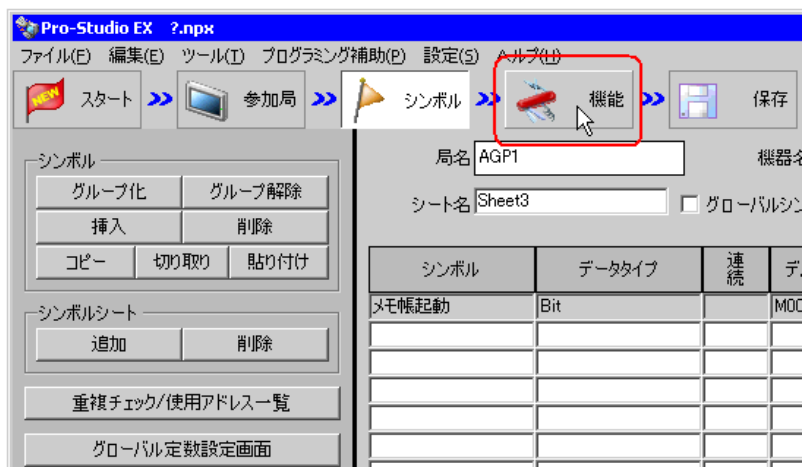 Pro-Studio EX ?.npx
ファイル(F) 編集(E) ツール(T) プログラミング補助(P) 設定(S) ヘルプ(H)
NEW スタート 参加局 シンボル 機能 保存
シンボル
グループ化 グループ解除
挿入 削除
コピー 切り取り 貼り付け
シンボルシート
追加 削除
重複チェック/使用アドレス一覧
グローバル定数設定画面
局名 AGP1 機器名
シート名 Sheet3 グローバルシン
シンボル データタイプ 連続 デ
メモ帳起動 Bit M00